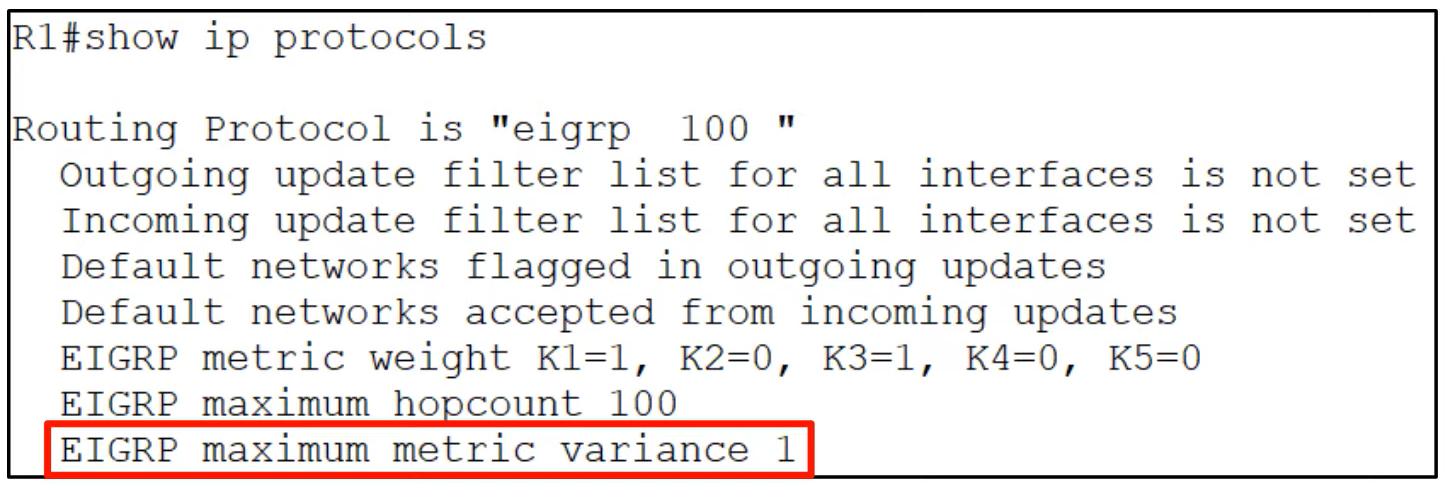 R1#show ip protocols
Routing Protocol is "eigrp  100 "
  Outgoing update filter list for all interfaces is not set
  Incoming update filter list for all interfaces is not set
  Default networks flagged in outgoing updates
  Default networks accepted from incoming updates
  EIGRP metric weight K1=1, K2=0, K3=1, K4=0, K5=0
  EIGRP maximum hopcount 100
  EIGRP maximum metric variance 1